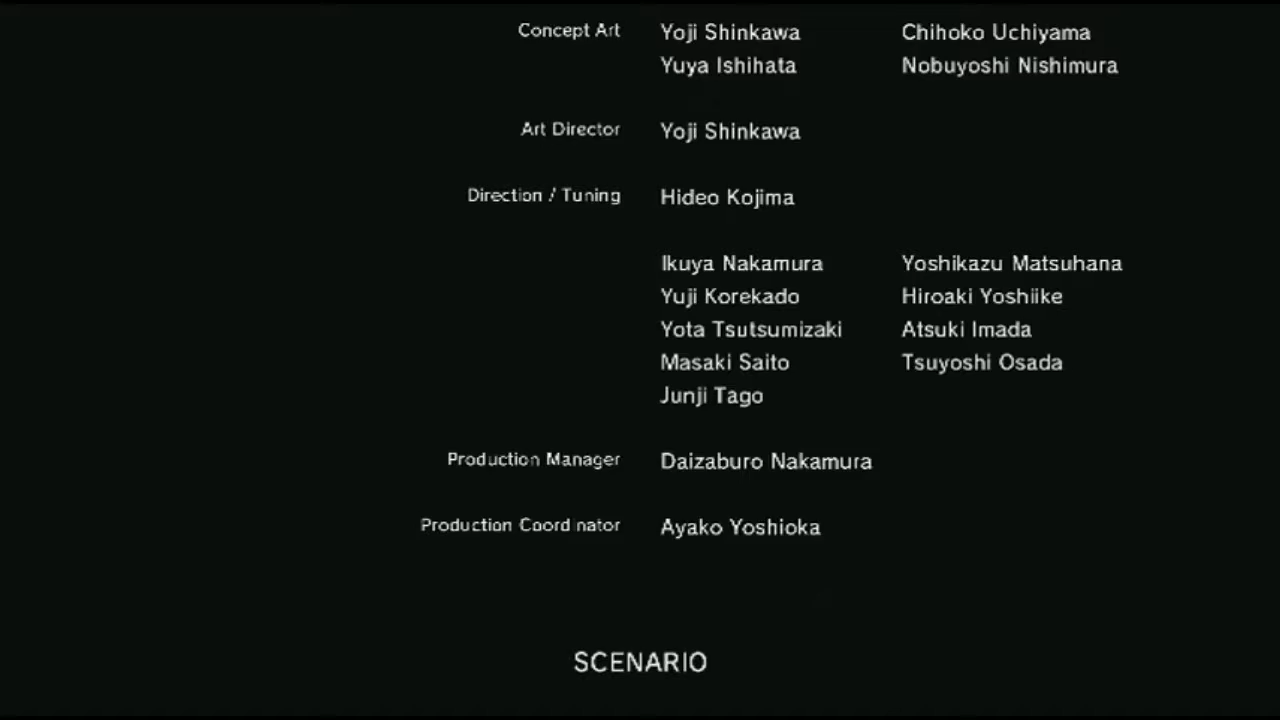 Concept Art Yoji Shinkawa Chihoko Uchiyama
Yuya Ishihata Nobuyoshi Nishimura
Art Director Yoji Shinkawa
Direction / Tuning Hideo Kojima
Ikuya Nakamura Yoshikazu Matsuhana
Yuji Korekado Hiroaki Yoshiike
Yota Tsutsumizaki Atsuki Imada
Masaki Saito Tsuyoshi Osada
Junji Tago
Production Manager Daizaburo Nakamura
Production Coordinator Ayako Yoshioka
SCENARIO